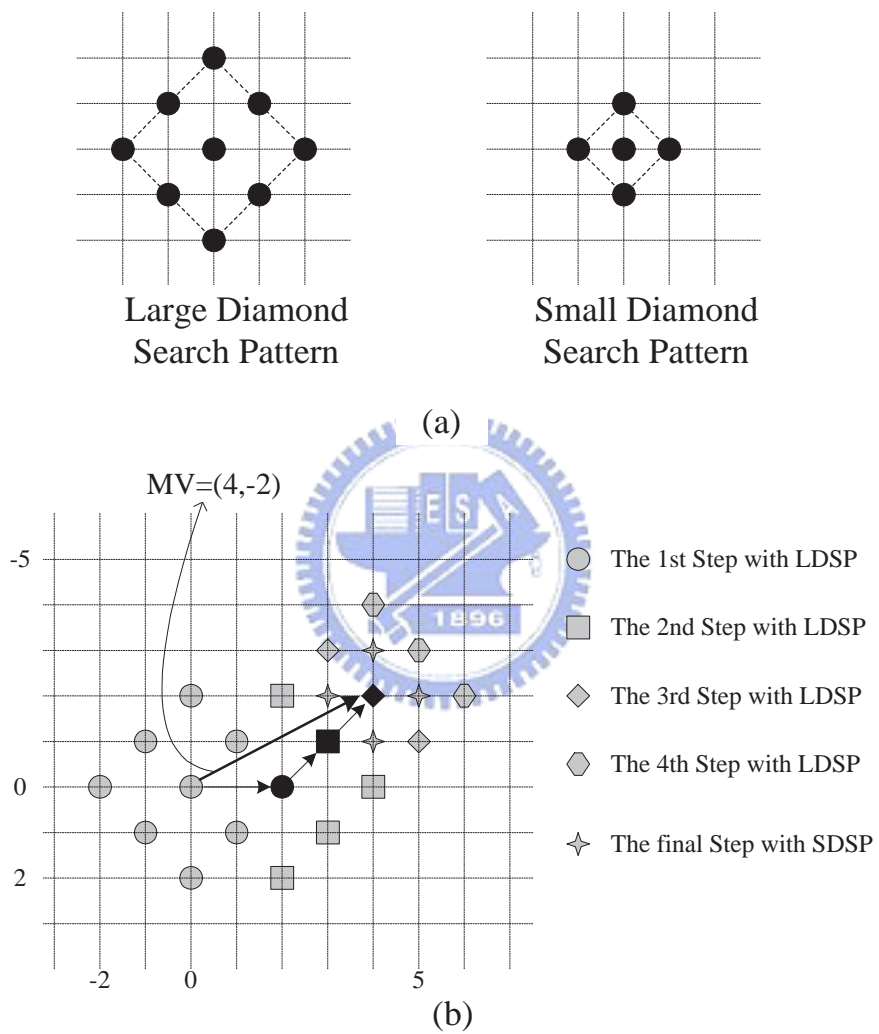 Large Diamond
Search Pattern
Small Diamond
Search Pattern
(a)
MV=(4,-2)
E S A
1896
-5
0
2
-2
0
5
The 1st Step with LDSP
The 2nd Step with LDSP
The 3rd Step with LDSP
The 4th Step with LDSP
The final Step with SDSP
(b)